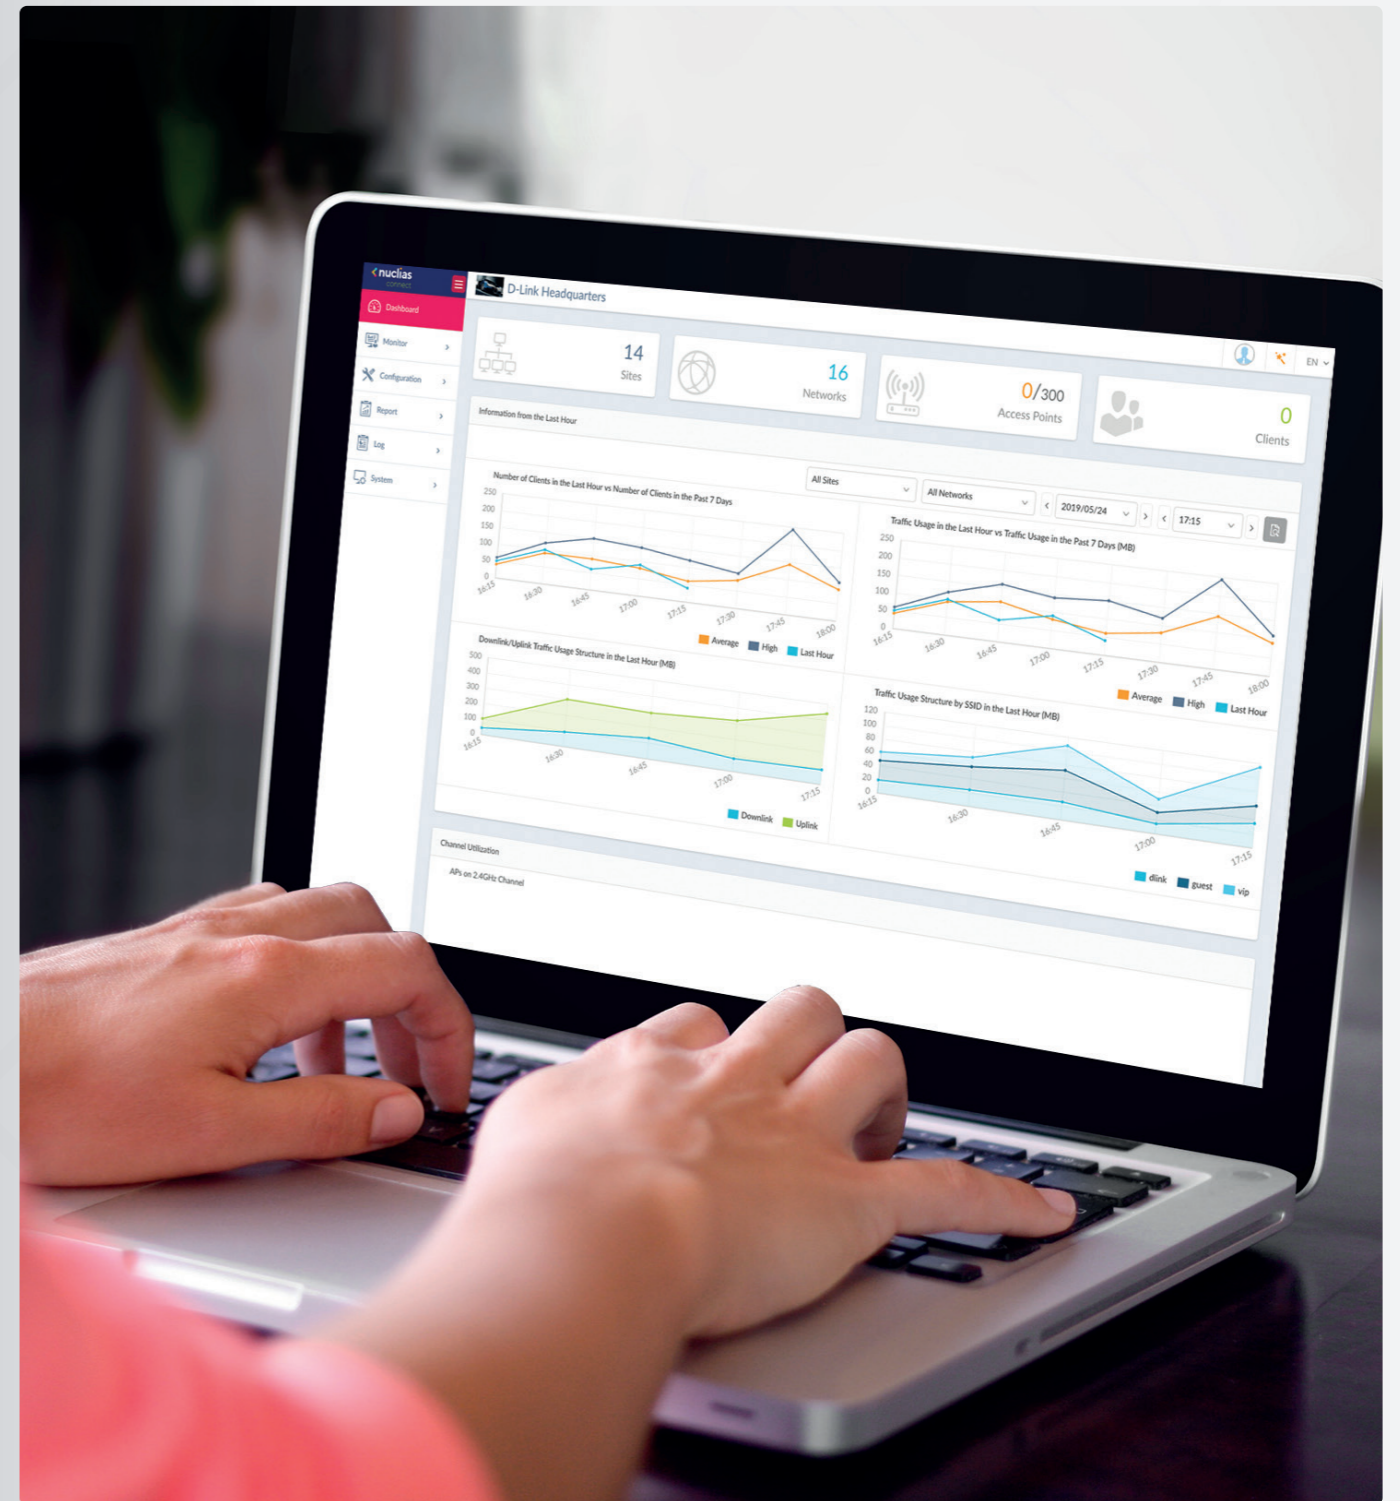 nuclias
connect
D-Link Headquarters
EN
Dashboard
Monitor
Configuration
Report
Log
System
14
Sites
16
Networks
0/300
Access Points
0
Clients
Information from the Last Hour
All Sites
All Networks
2019/05/24
17:15
Number of Clients in the Last Hour vs Number of Clients in the Past 7 Days
250
200
150
100
50
0
16:15
16:30
16:45
17:00
17:15
17:30
17:45
18:00
Average High Last Hour
Traffic Usage in the Last Hour vs Traffic Usage in the Past 7 Days (MB)
250
200
150
100
50
0
16:15
16:30
16:45
17:00
17:15
17:30
17:45
18:00
Average High Last Hour
Downlink/Uplink Traffic Usage Structure in the Last Hour (MB)
500
400
300
200
100
0
16:15
16:30
16:45
17:00
17:15
Downlink Uplink
Traffic Usage Structure by SSID in the Last Hour (MB)
120
100
80
60
40
20
0
16:15
16:30
16:45
17:00
17:15
dlink guest vip
Channel Utilization
APs on 2.4GHz Channel